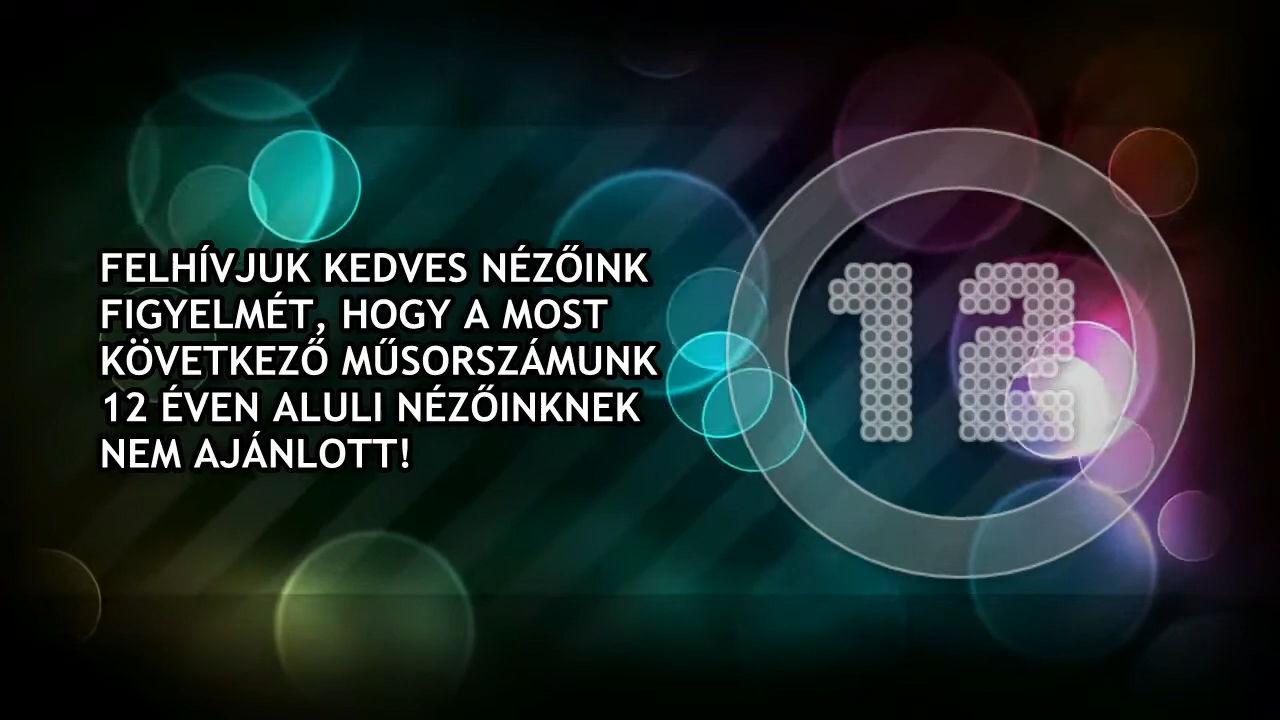 FELHÍVJUK KEDVES NÉZŐINK
FIGYELMÉT, HOGY A MOST
KÖVETKEZŐ MŰSORSZÁMUNK
12 ÉVEN ALULI NÉZŐINKNEK
NEM AJÁNLOTT!
12